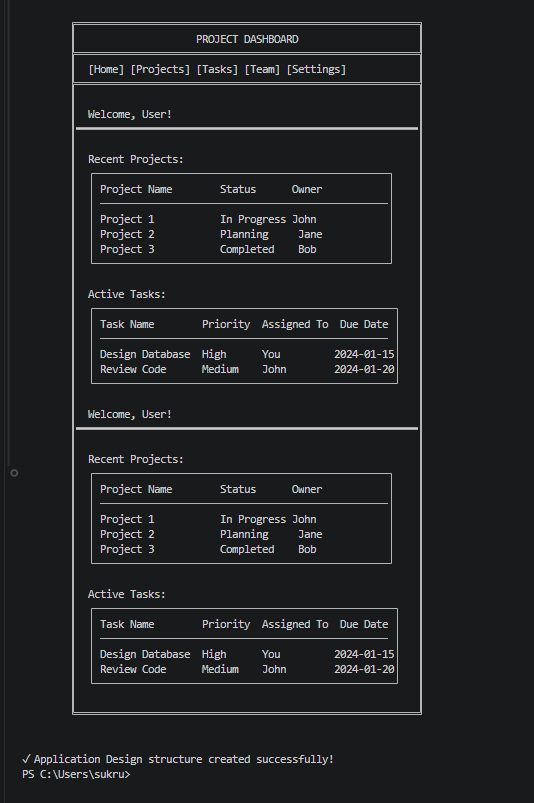 PROJECT DASHBOARD
[Home] [Projects] [Tasks] [Team] [Settings]
Welcome, User!
Recent Projects:
Project Name Status Owner
Project 1 In Progress John
Project 2 Planning Jane
Project 3 Completed Bob
Active Tasks:
Task Name Priority Assigned To Due Date
Design Database High You 2024-01-15
Review Code Medium John 2024-01-20
Welcome, User!
Recent Projects:
Project Name Status Owner
Project 1 In Progress John
Project 2 Planning Jane
Project 3 Completed Bob
Active Tasks:
Task Name Priority Assigned To Due Date
Design Database High You 2024-01-15
Review Code Medium John 2024-01-20
✓ Application Design structure created successfully!
PS C:\Users\sukru>